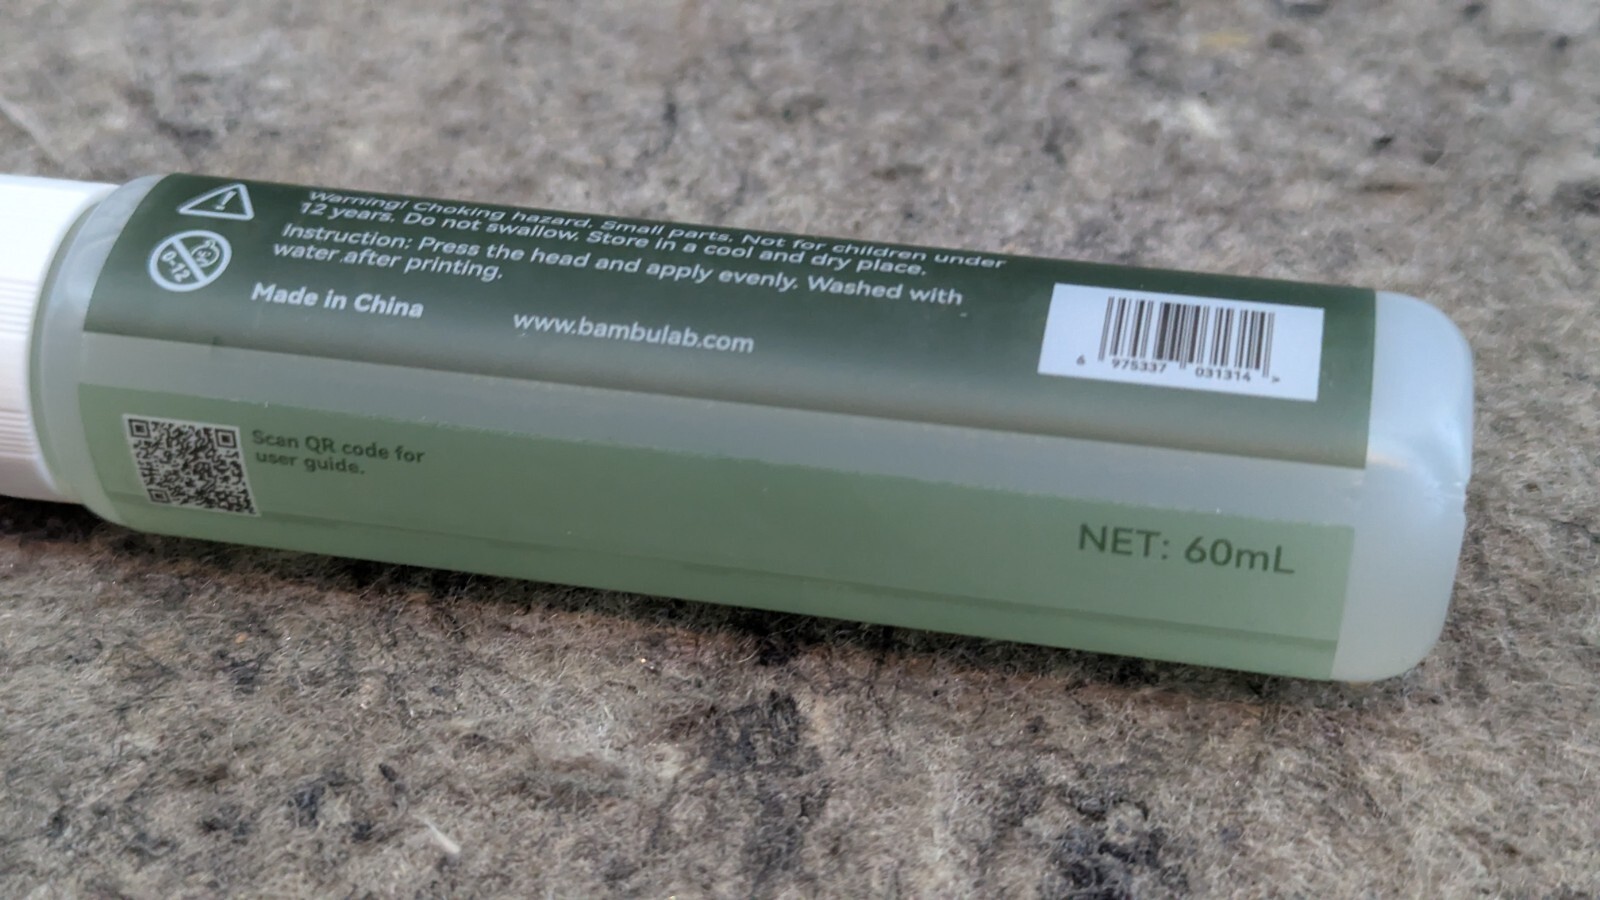 Warning! Choking hazard. Small parts. Not for children under
12 years. Do not swallow. Store in a cool and dry place.
Instruction: Press the head and apply evenly. Washed with
water after printing.
Made in China
www.bambulab.com
0-12
6 975337 031314 >
Scan QR code for
user guide.
NET: 60mL